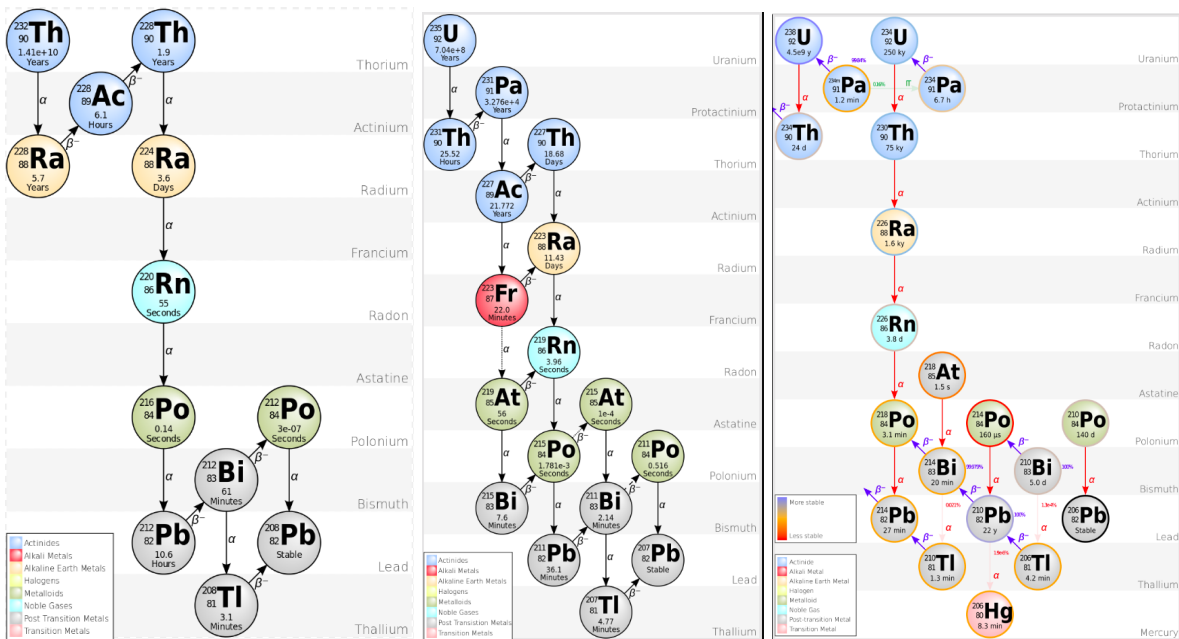 232
90
Th
1.41e+10
Years
228
90
Th
1.9
Years
Thorium
α
β⁻
α
228
89
Ac
6.1
Hours
Actinium
β⁻
228
88
Ra
5.7
Years
224
88
Ra
3.6
Days
Radium
α
Francium
220
86
Rn
55
Seconds
Radon
α
Astatine
216
84
Po
0.14
Seconds
212
84
Po
3e-07
Seconds
Polonium
α
β⁻
α
212
83
Bi
61
Minutes
Bismuth
β⁻
212
82
Pb
10.6
Hours
α
208
82
Pb
Stable
Lead
β⁻
208
81
Tl
3.1
Minutes
Thallium
Actinides
Alkali Metals
Alkaline Earth Metals
Halogens
Metalloids
Noble Gases
Post Transition Metals
Transition Metals
235
92
U
7.04e+8
Years
Uranium
α
231
91
Pa
3.276e+4
Years
Protactinium
β⁻
231
90
Th
25.52
Hours
α
227
90
Th
18.68
Days
Thorium
β⁻
227
89
Ac
21.772
Years
α
Actinium
α
223
88
Ra
11.43
Days
Radium
β⁻
223
87
Fr
22.0
Minutes
α
Francium
α
219
86
Rn
3.96
Seconds
Radon
β⁻
219
85
At
56
Seconds
α
215
85
At
1e-4
Seconds
Astatine
α
β⁻
α
215
84
Po
1.781e-3
Seconds
211
84
Po
0.516
Seconds
Polonium
β⁻
β⁻
215
83
Bi
7.6
Minutes
α
211
83
Bi
2.14
Minutes
α
Bismuth
β⁻
211
82
Pb
36.1
Minutes
α
207
82
Pb
Stable
Lead
β⁻
207
81
Tl
4.77
Minutes
Thallium
Actinides
Alkali Metals
Alkaline Earth Metals
Halogens
Metalloids
Noble Gases
Post Transistion Metals
Transition Metals
238
92
U
4.5e9 y
234
92
U
250 ky
Uranium
β⁻
β⁻
α
234m
91
Pa
1.2 min
IT
α
234
91
Pa
6.7 h
Protactinium
β⁻
234
90
Th
24 d
230
90
Th
75 ky
Thorium
α
Actinium
226
88
Ra
1.6 ky
Radium
α
Francium
226
86
Rn
3.8 d
Radon
α
218
85
At
1.5 s
Astatine
218
84
Po
3.1 min
α
214
84
Po
160 µs
210
84
Po
140 d
Polonium
β⁻
β⁻
α
214
83
Bi
20 min
α
210
83
Bi
5.0 d
100%
α
Bismuth
β⁻
β⁻
214
82
Pb
27 min
α
210
82
Pb
22 y
100%
α
206
82
Pb
Stable
Lead
β⁻
β⁻
210
81
Tl
1.3 min
206
81
Tl
4.2 min
Thallium
α
206
80
Hg
8.3 min
Mercury
More stable
Less stable
Actinide
Alkali Metal
Alkaline Earth Metal
Halogen
Metalloid
Noble Gas
Post-Transition Metal
Transition Metal